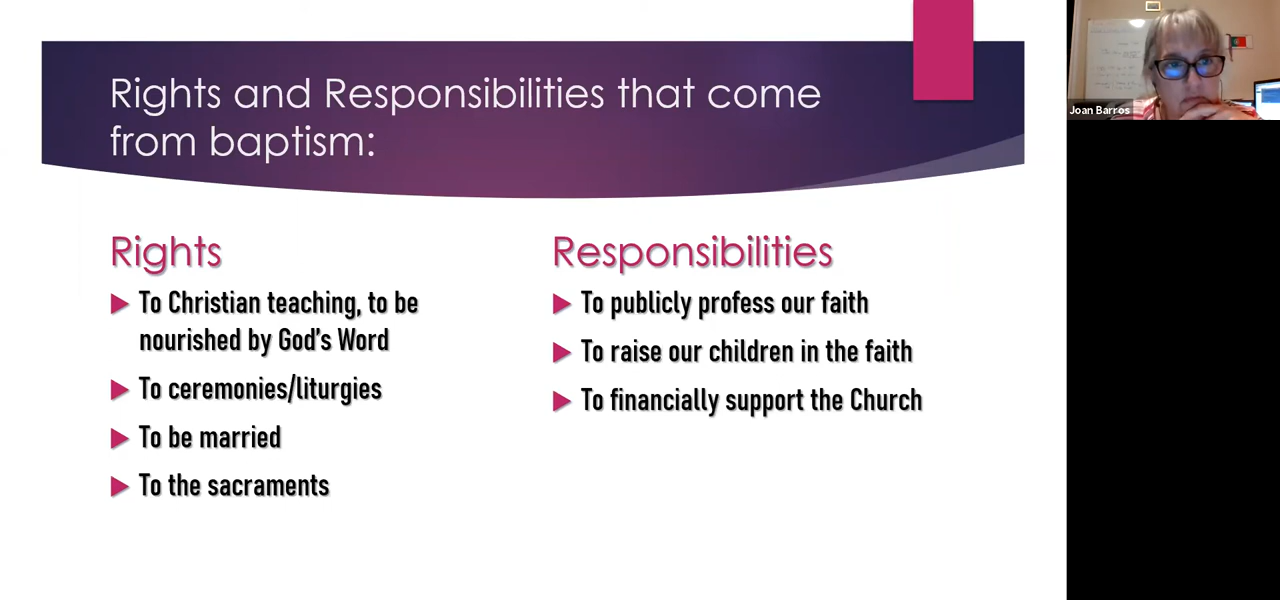 Rights and Responsibilities that come
from baptism:
Rights
To Christian teaching, to be
nourished by God's Word
To ceremonies/liturgies
To be married
To the sacraments
Responsibilities
To publicly profess our faith
To raise our children in the faith
To financially support the Church
Joan Barros